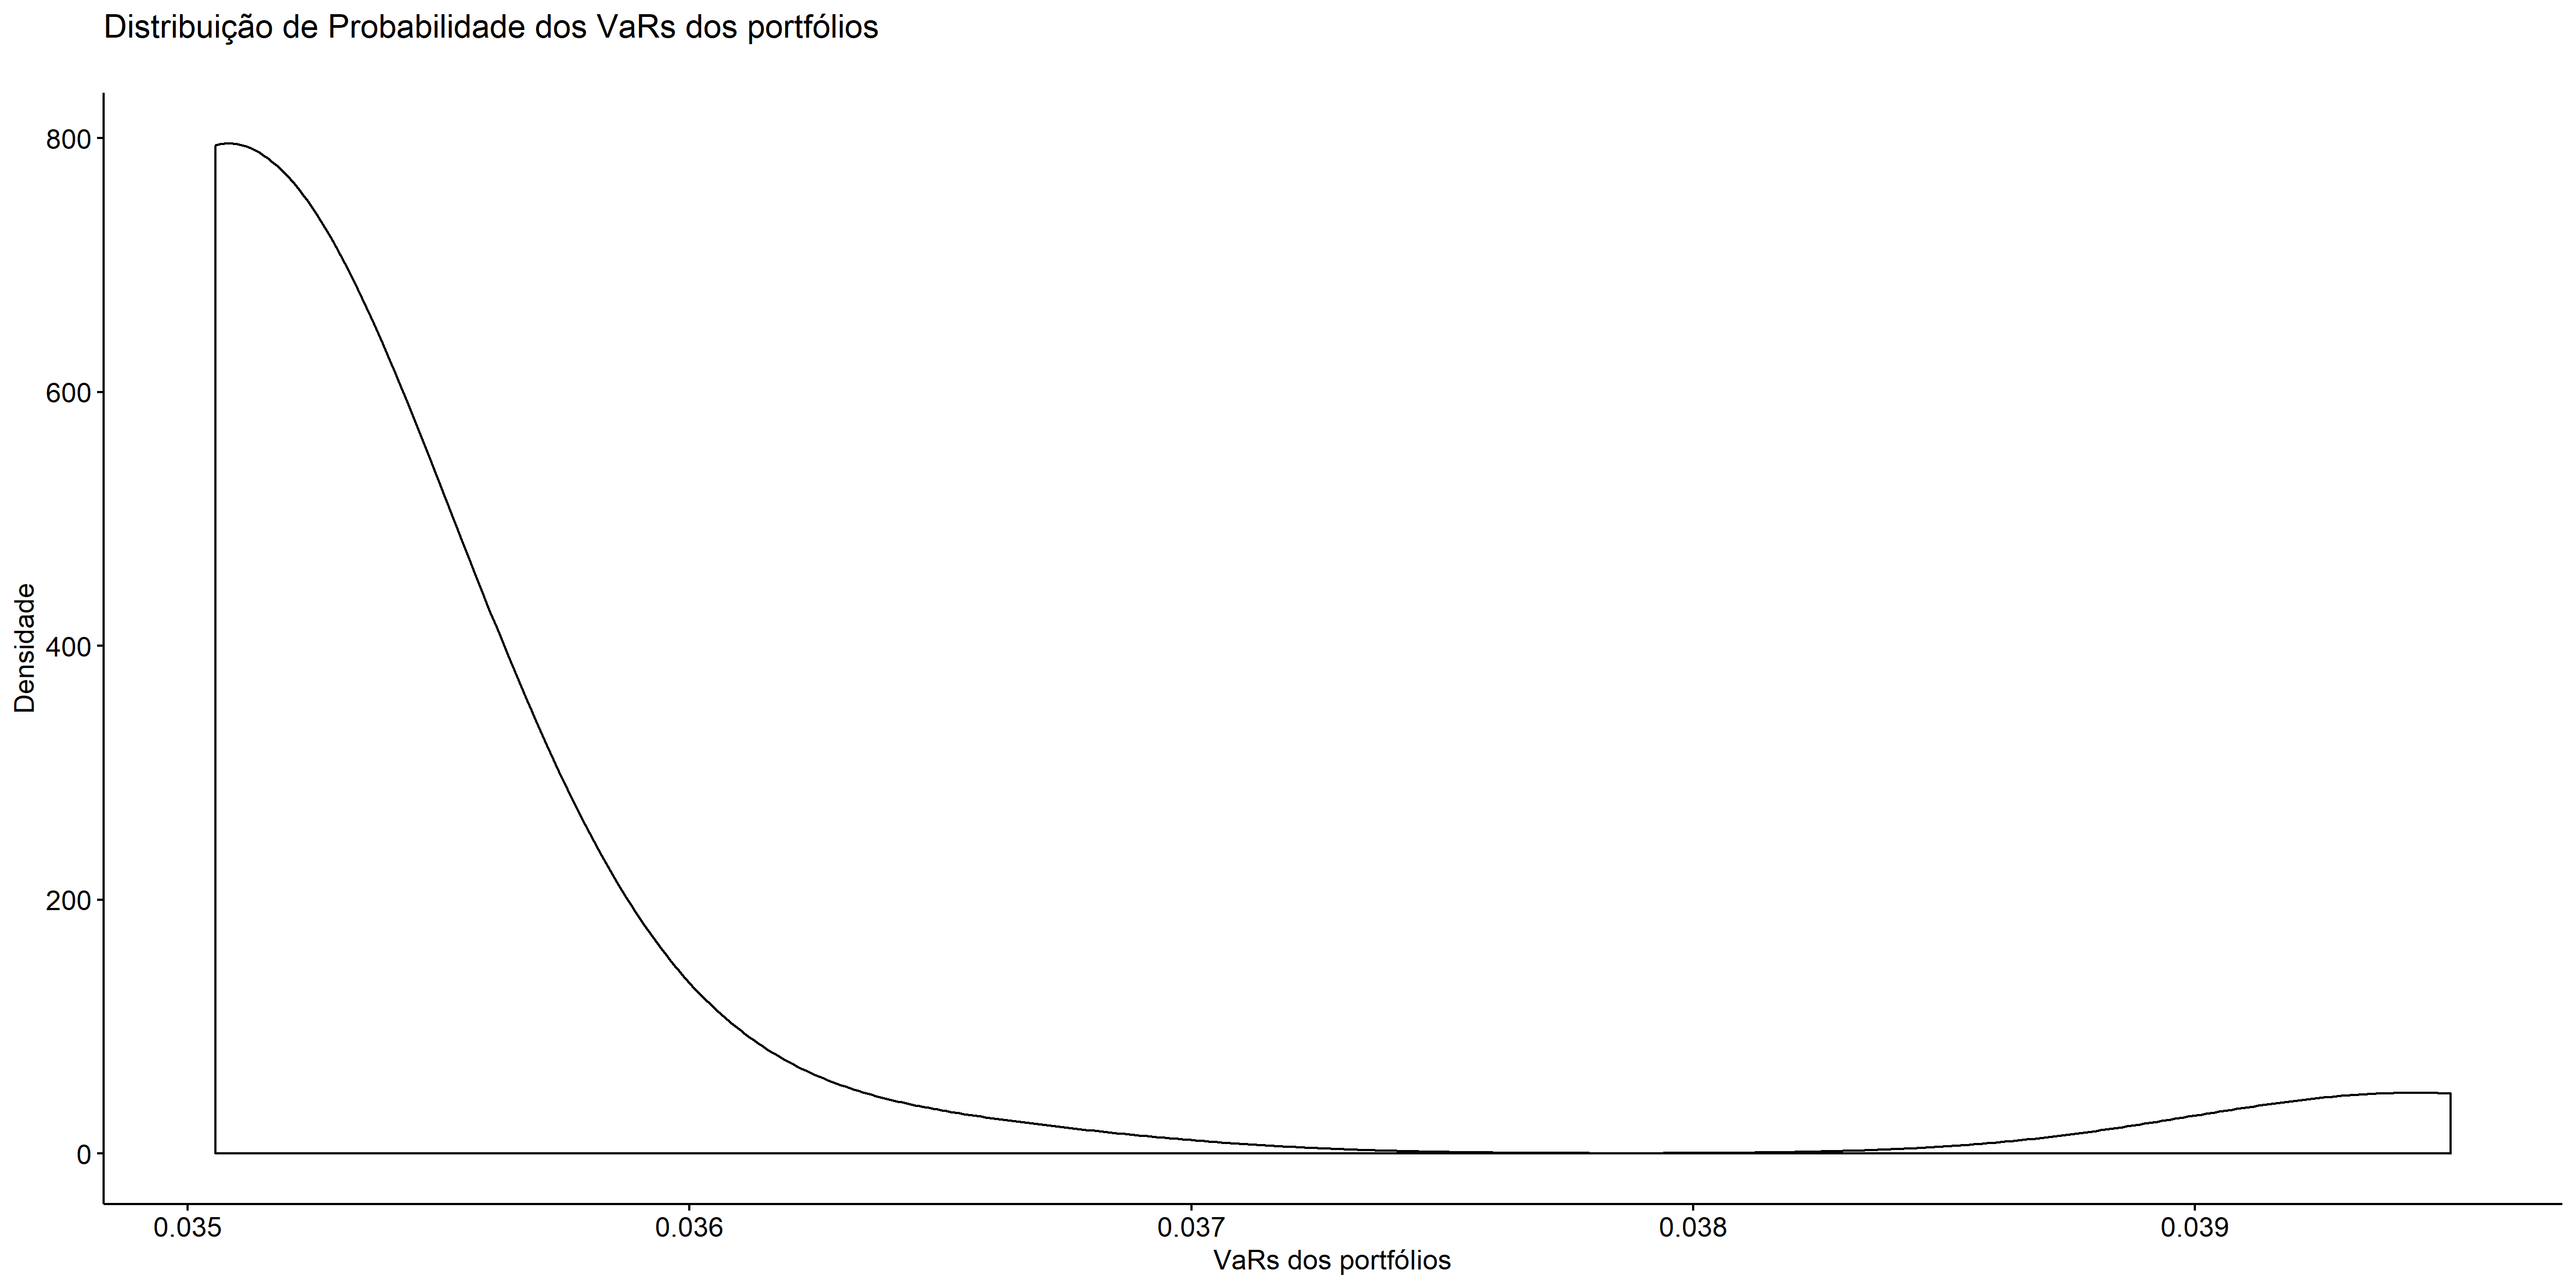 Distribuição de Probabilidade dos VaRs dos portfólios
800
600
400
200
0
Densidade
0.035 0.036 0.037 0.038 0.039
VaRs dos portfólios